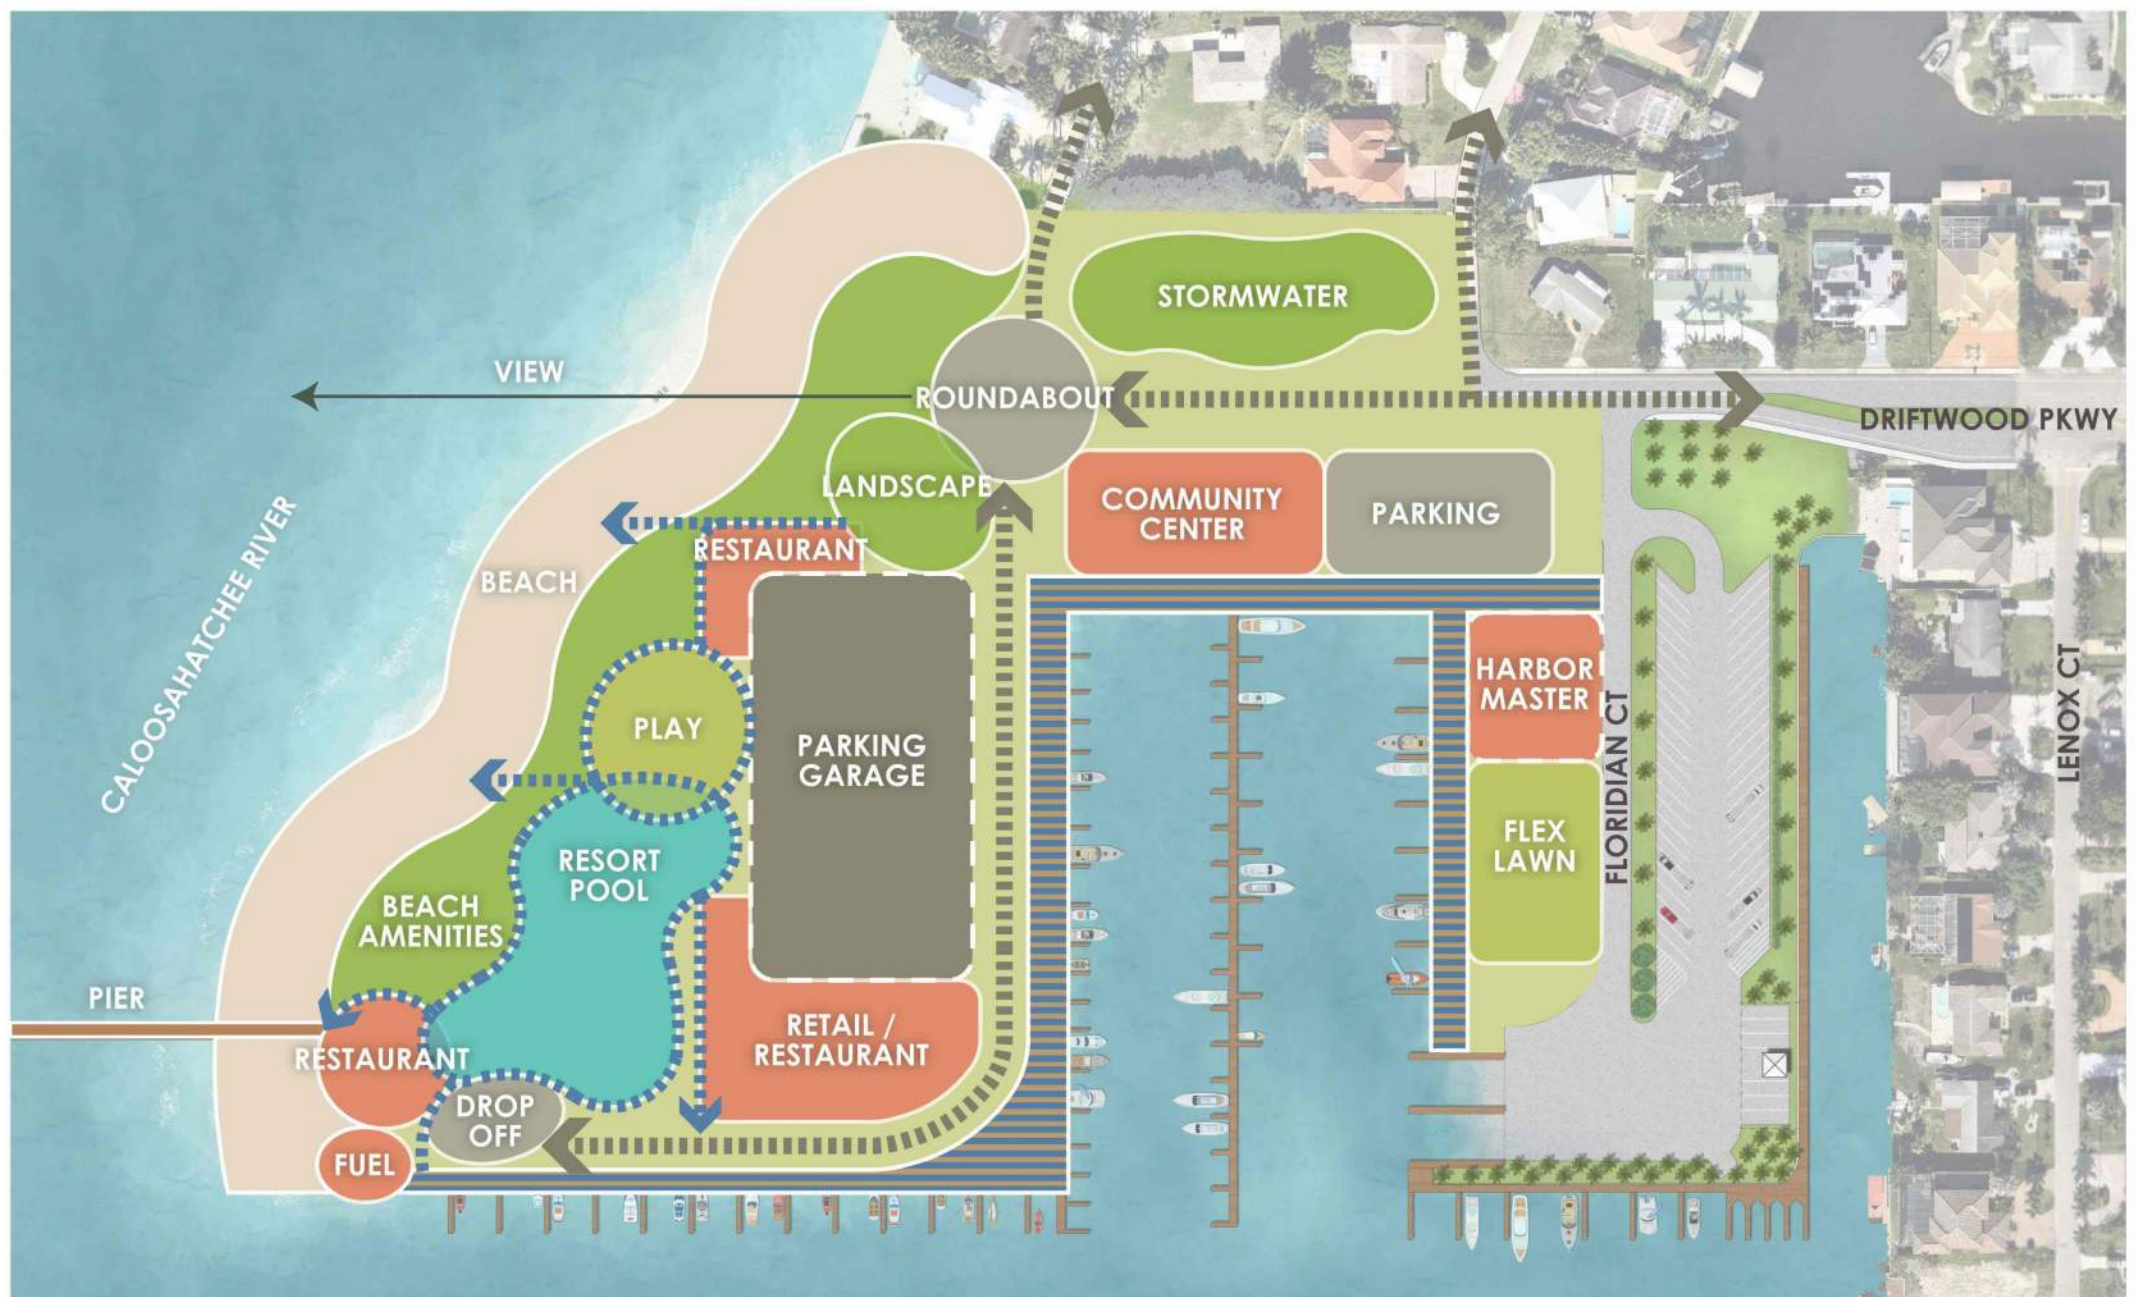 STORMWATER
VIEW
ROUNDABOUT
DRIFTWOOD PKWY
LANDSCAPE
COMMUNITY
CENTER
PARKING
RESTAURANT
BEACH
CALOOSAHATCHEE RIVER
HARBOR
MASTER
PLAY
PARKING
GARAGE
FLORIDIAN CT
LENOX CT
FLEX
LAWN
RESORT
POOL
BEACH
AMENITIES
PIER
RESTAURANT
RETAIL /
RESTAURANT
DROP
OFF
FUEL